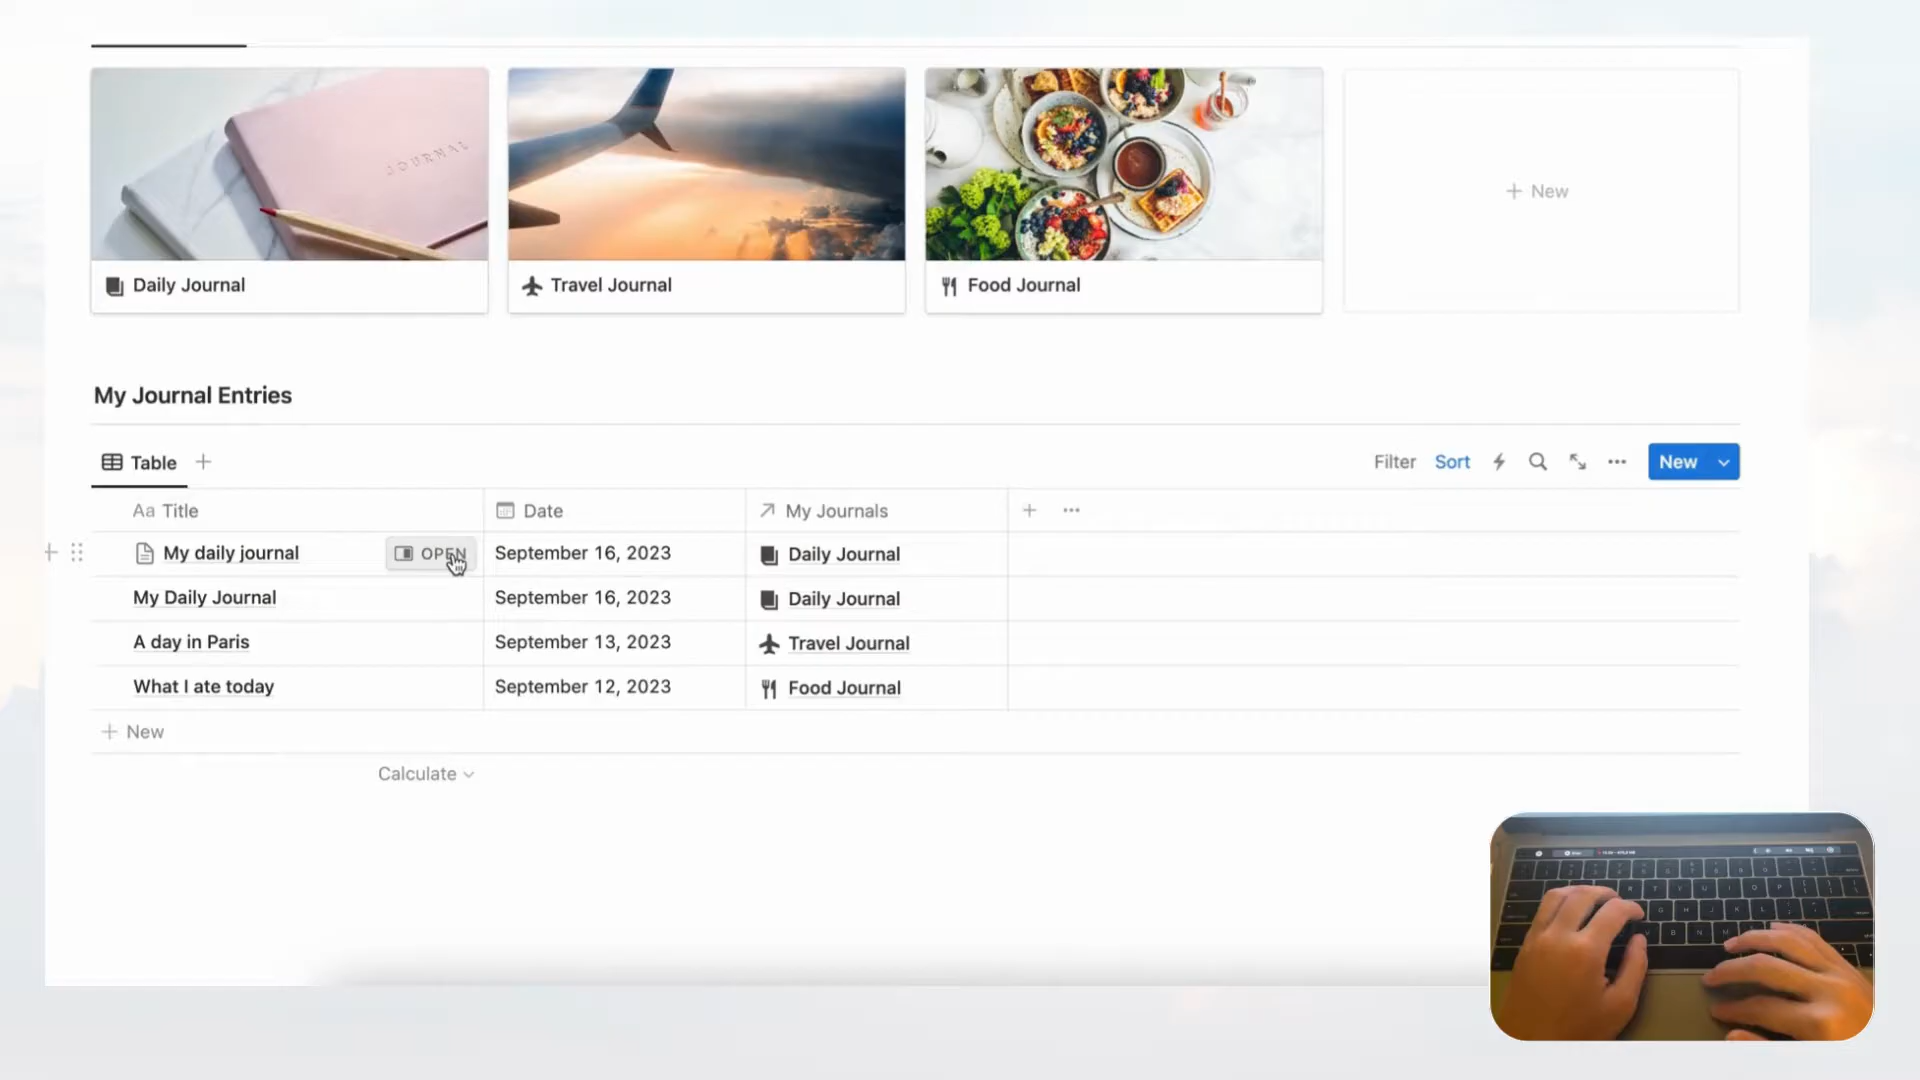 JOURNAL
+ New
Daily Journal
Travel Journal
Food Journal
My Journal Entries
Table +
Filter Sort ... New
Aa Title Date My Journals + ...
+ My daily journal OPEN September 16, 2023 Daily Journal
My Daily Journal September 16, 2023 Daily Journal
A day in Paris September 13, 2023 Travel Journal
What I ate today September 12, 2023 Food Journal
+ New
Calculate